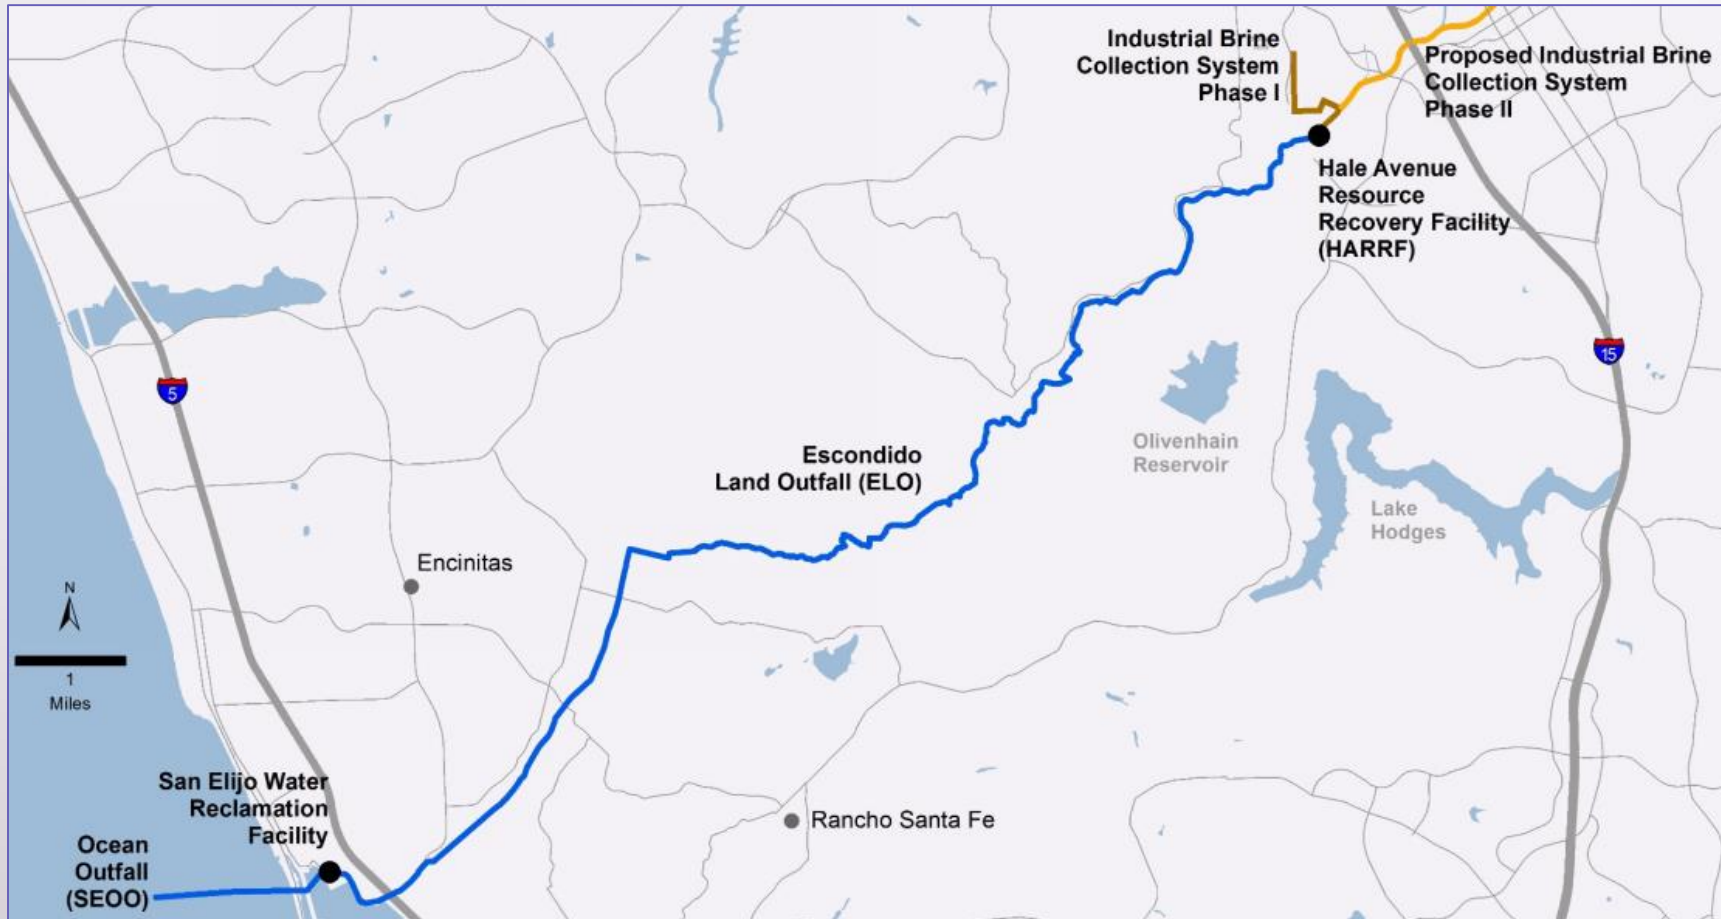 Industrial Brine
Collection System
Phase I
Proposed Industrial Brine
Collection System
Phase II
Hale Avenue
Resource
Recovery Facility
(HARRF)
15
5
Olivenhain
Reservoir
Escondido
Land Outfall (ELO)
Lake
Hodges
Encinitas
N
1
Miles
San Elijo Water
Reclamation
Facility
Rancho Santa Fe
Ocean
Outfall
(SEOO)